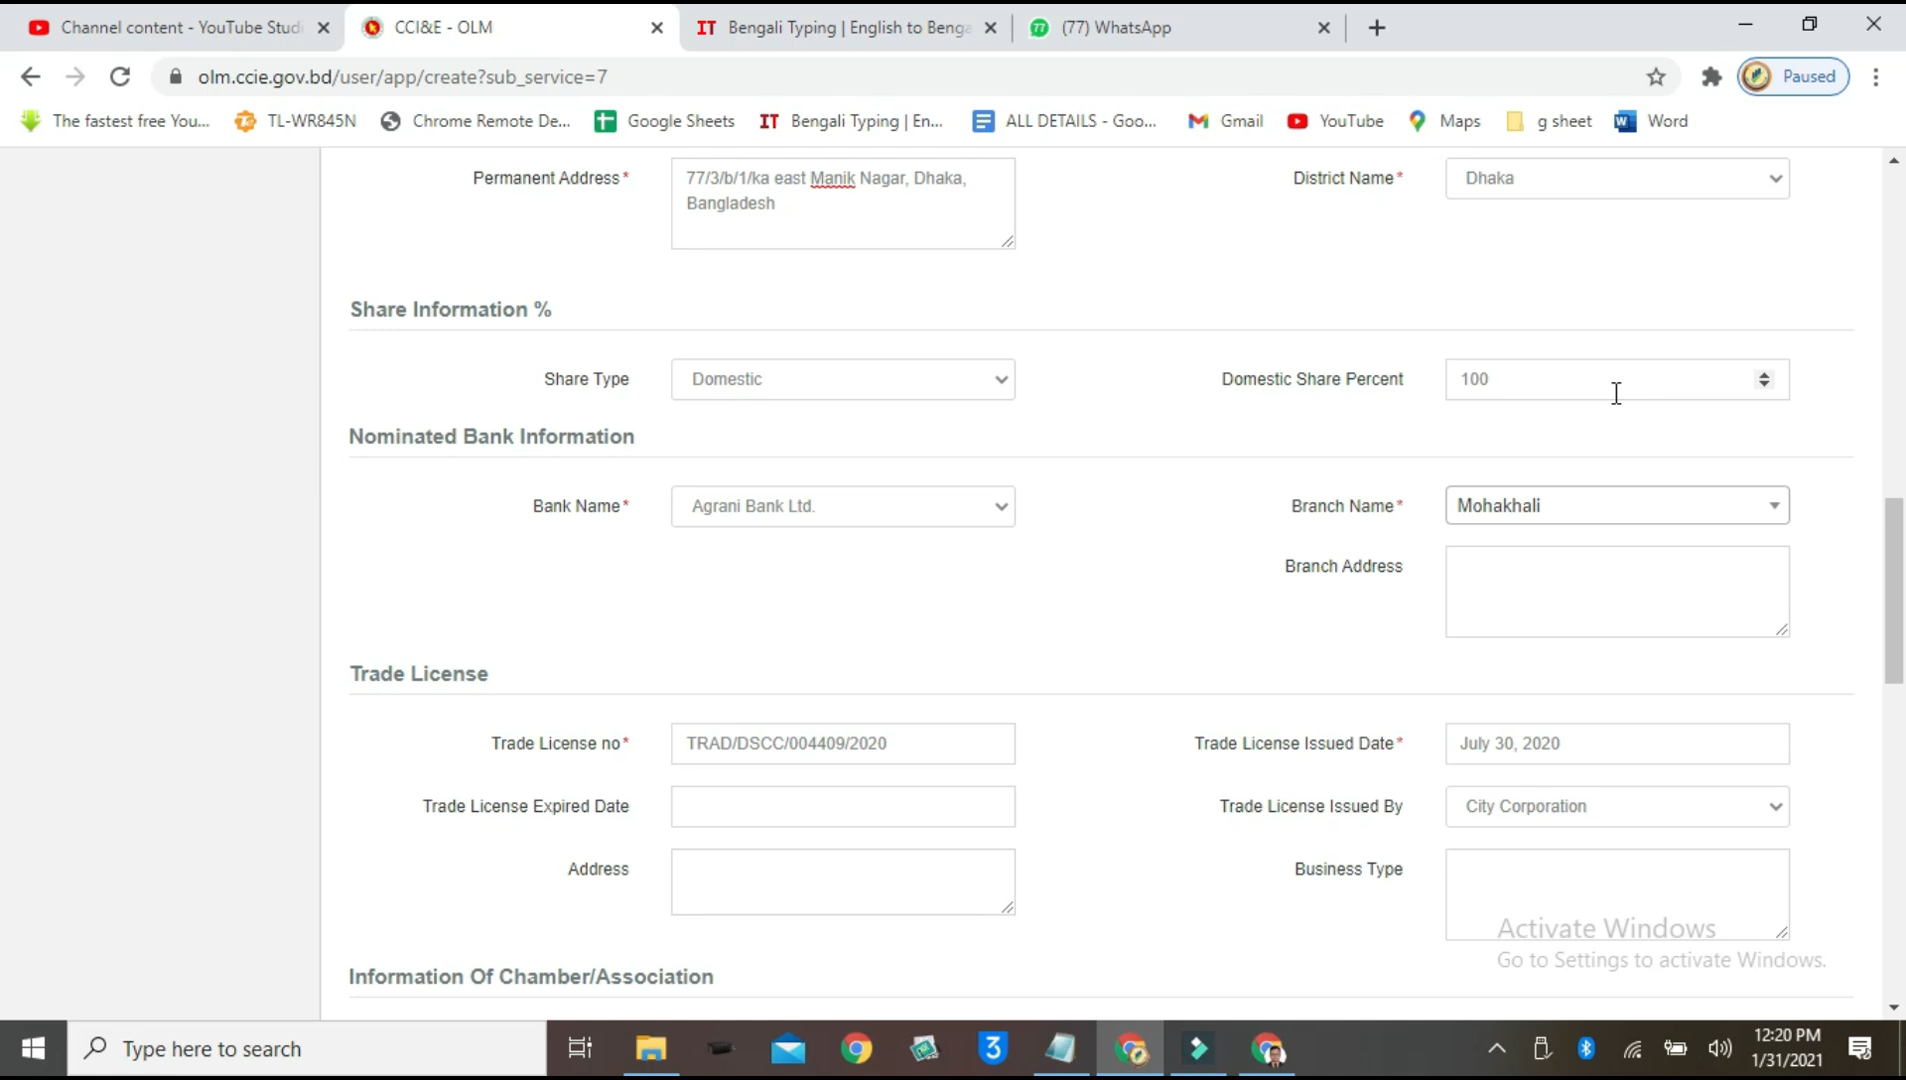 Channel content - YouTube Studi
CCI&E - OLM
IT Bengali Typing | English to Benga
77 (77) WhatsApp
olm.ccie.gov.bd/user/app/create?sub_service=7
Paused
The fastest free You...
TL-WR845N
Chrome Remote De...
Google Sheets
IT Bengali Typing | En...
ALL DETAILS - Goo...
Gmail
YouTube
Maps
g sheet
Word
Permanent Address*
77/3/b/1/ka east Manik Nagar, Dhaka,
Bangladesh
District Name*
Dhaka
Share Information %
Share Type
Domestic
Domestic Share Percent
100
Nominated Bank Information
Bank Name*
Agrani Bank Ltd.
Branch Name*
Mohakhali
Branch Address
Trade License
Trade License no*
TRAD/DSCC/004409/2020
Trade License Issued Date*
July 30, 2020
Trade License Expired Date
Trade License Issued By
City Corporation
Address
Business Type
Activate Windows
Go to Settings to activate Windows.
Information Of Chamber/Association
Type here to search
3
12:20 PM
1/31/2021